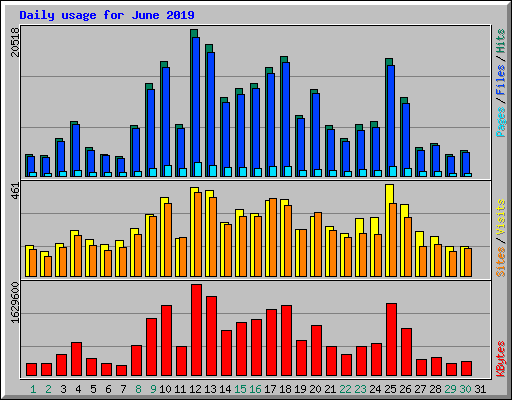 Daily usage for June 2019
20518
Pages / Files / Hits
461
Sites / Visits
1629600
KBytes
1 2 3 4 5 6 7 8 9 10 11 12 13 14 15 16 17 18 19 20 21 22 23 24 25 26 27 28 29 30 31